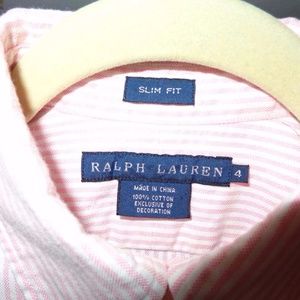 SLIM FIT
RALPH LAUREN 4
MADE IN CHINA
100% COTTON
EXCLUSIVE OF
DECORATION